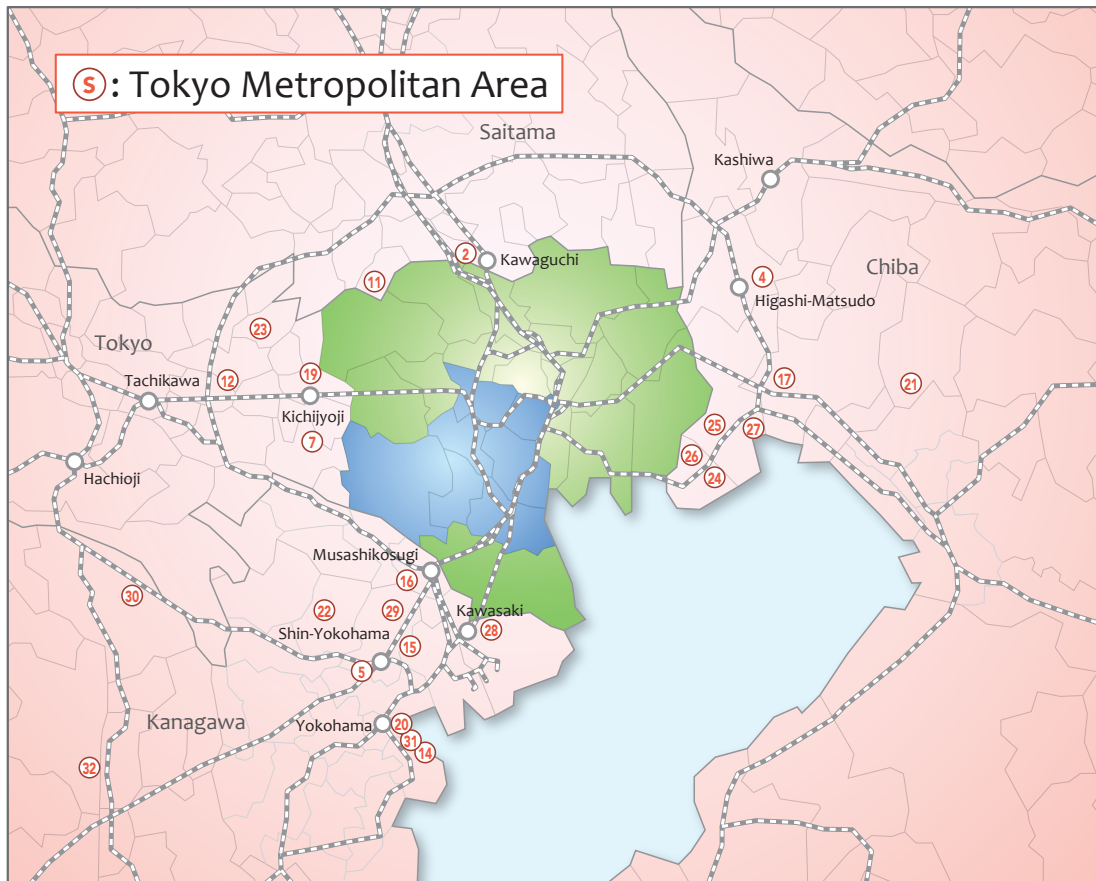 S : Tokyo Metropolitan Area
Saitama
Kashiwa
2
Kawaguchi
Chiba
11
4
Higashi-Matsudo
23
Tokyo
19
12
17
21
Tachikawa
Kichijyoji
7
25
27
26
24
Hachioji
Musashikosugi
16
30
22
29
Kawasaki
28
Shin-Yokohama
15
5
Kanagawa
Yokohama
20
31
14
32